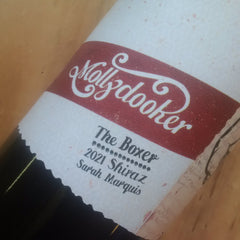 Mollydooker
The Boxer
2021 Shiraz
Sarah Marquis